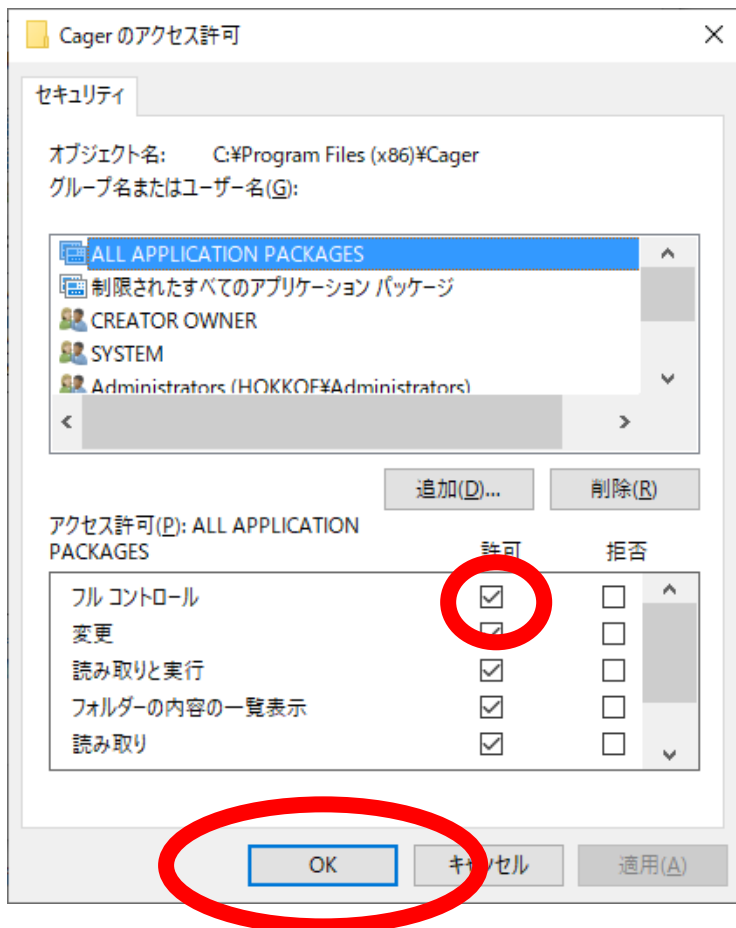 Cager のアクセス許可
セキュリティ
オブジェクト名: C:¥Program Files (x86)¥Cager
グループ名またはユーザー名(G):
ALL APPLICATION PACKAGES
制限されたすべてのアプリケーション パッケージ
CREATOR OWNER
SYSTEM
Administrators (HOKKOF¥Administrators)
追加(D)... 削除(R)
アクセス許可(P): ALL APPLICATION
PACKAGES 許可 拒否
フル コントロール
変更
読み取りと実行
フォルダーの内容の一覧表示
読み取り
OK キャンセル 適用(A)